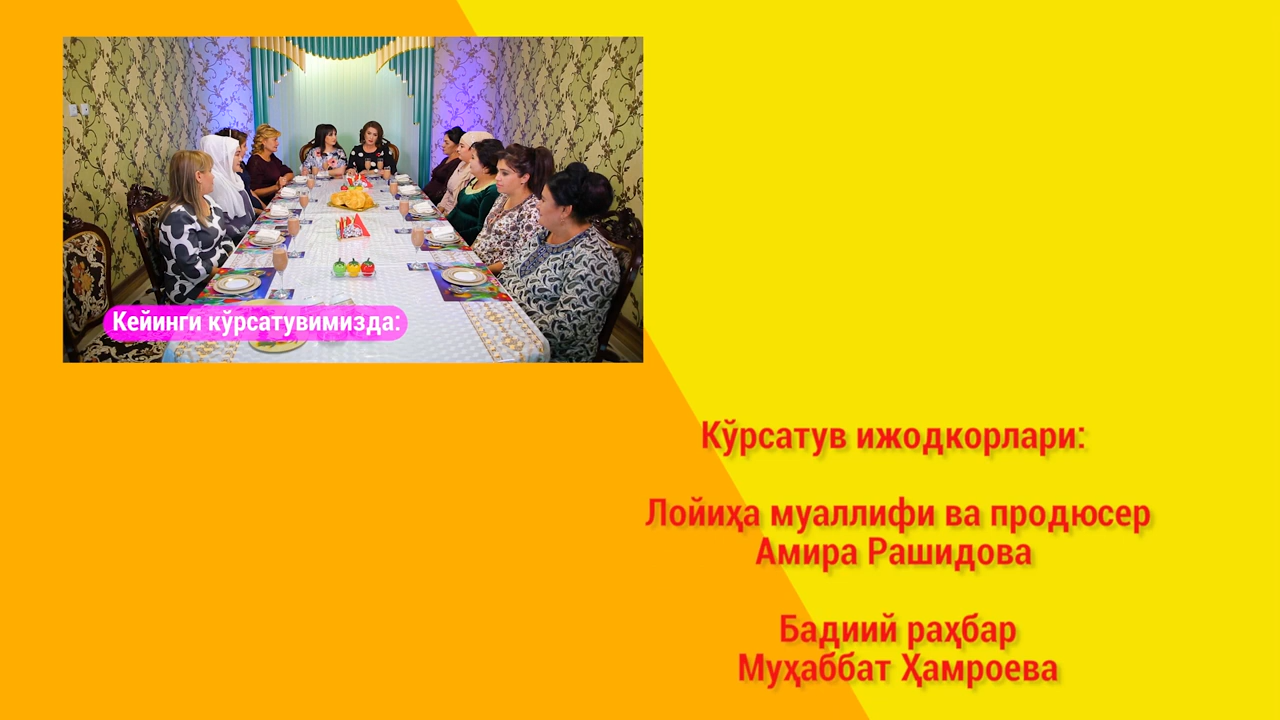 Кейинги кўрсатувимизда:
Кўрсатув ижодкорлари:
Лойиҳа муаллифи ва продюсер
Амира Рашидова
Бадиий раҳбар
Муҳаббат Ҳамроева